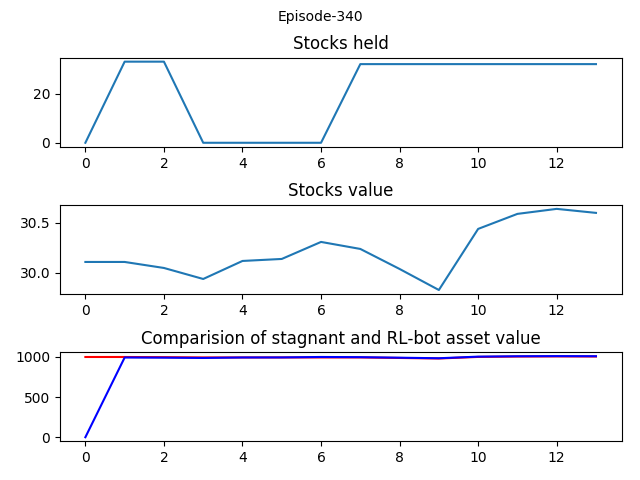 Episode-340
Stocks held
20
0
0 2 4 6 8 10 12
Stocks value
30.5
30.0
0 2 4 6 8 10 12
Comparision of stagnant and RL-bot asset value
1000
500
0
0 2 4 6 8 10 12